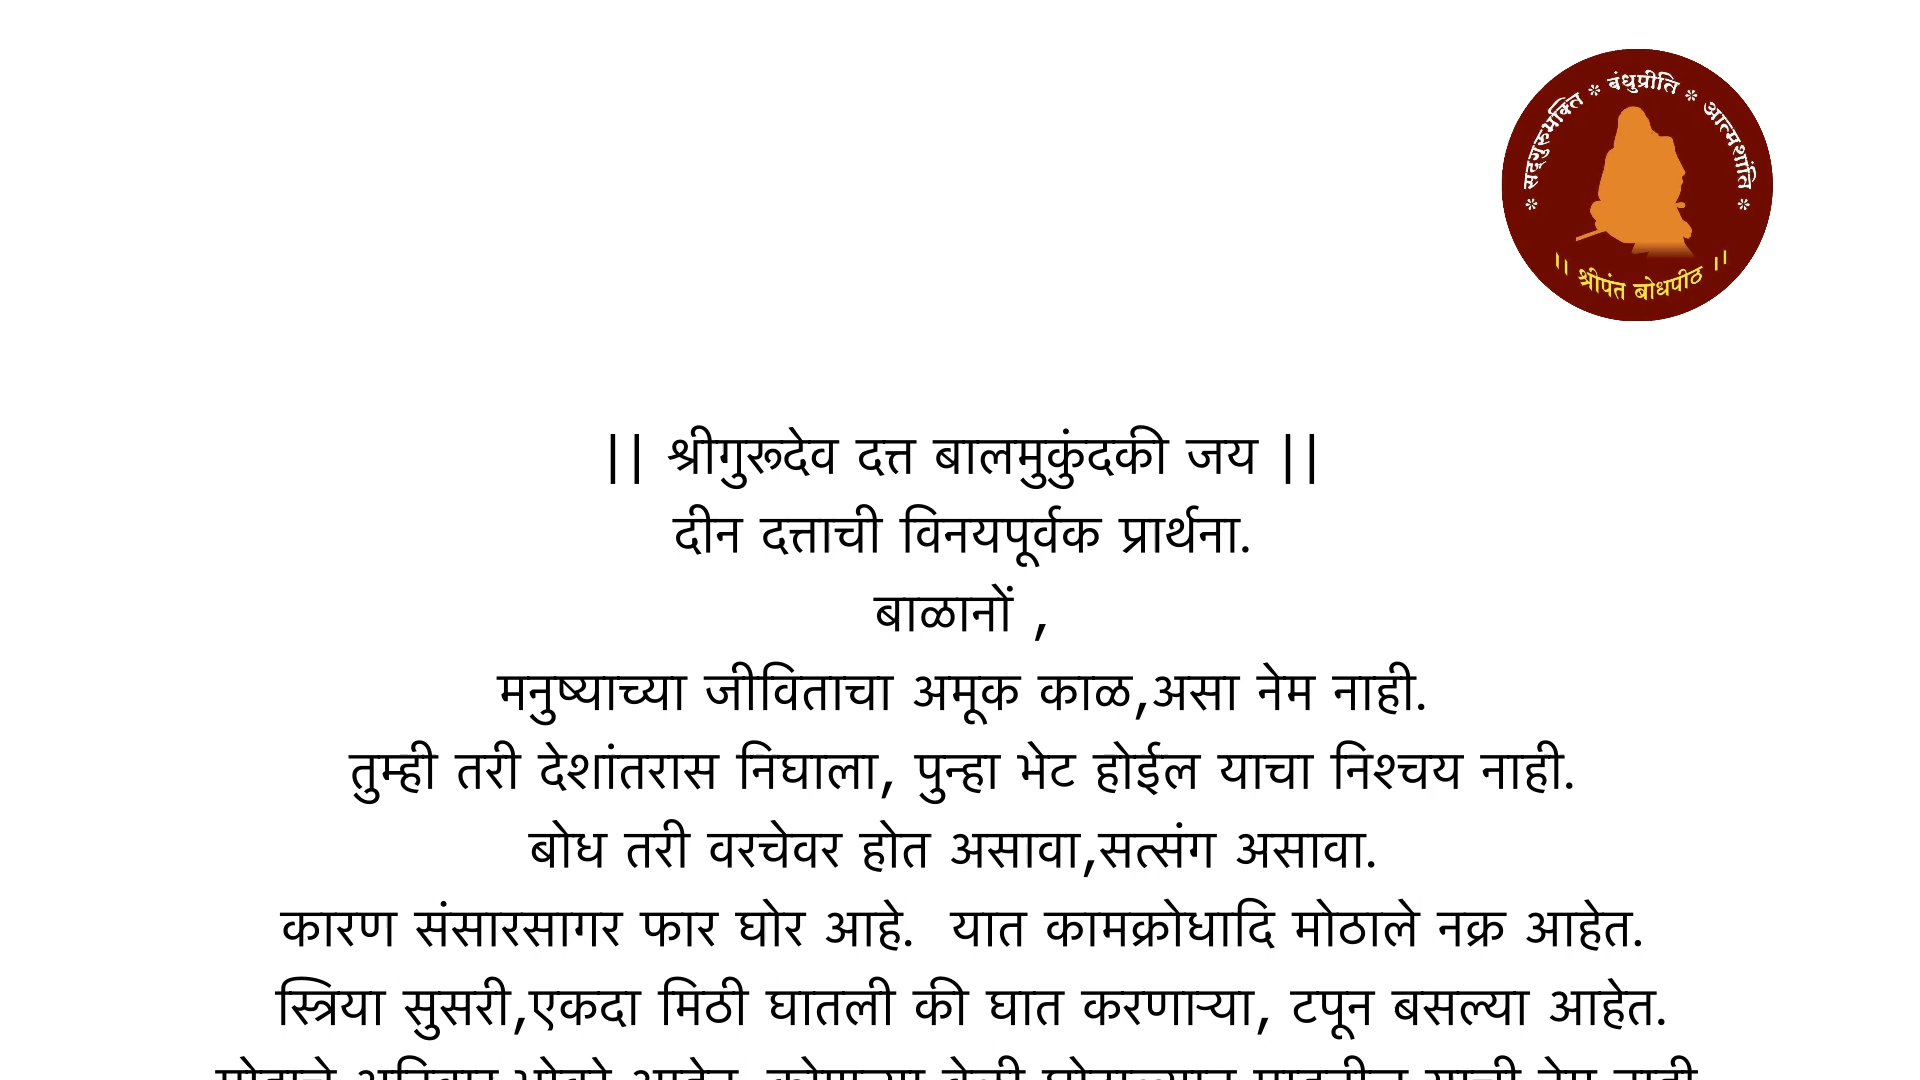 * सद्गुरुभक्ति * बंधुप्रीति * आत्मशांति *
|| श्रीपंत बोधपीठ ||
|| श्रीगुरूदेव दत्त बालमुकुंदकी जय ||
दीन दत्ताची विनयपूर्वक प्रार्थना.
बाळानों ,
मनुष्याच्या जीविताचा अमूक काळ,असा नेम नाही.
तुम्ही तरी देशांतरास निघाला, पुन्हा भेट होईल याचा निश्चय नाही.
बोध तरी वरचेवर होत असावा,सत्संग असावा.
कारण संसारसागर फार घोर आहे. यात कामक्रोधादि मोठाले नक्र आहेत.
स्त्रिया सुसरी,एकदा मिठी घातली की घात करणाऱ्या, टपून बसल्या आहेत.